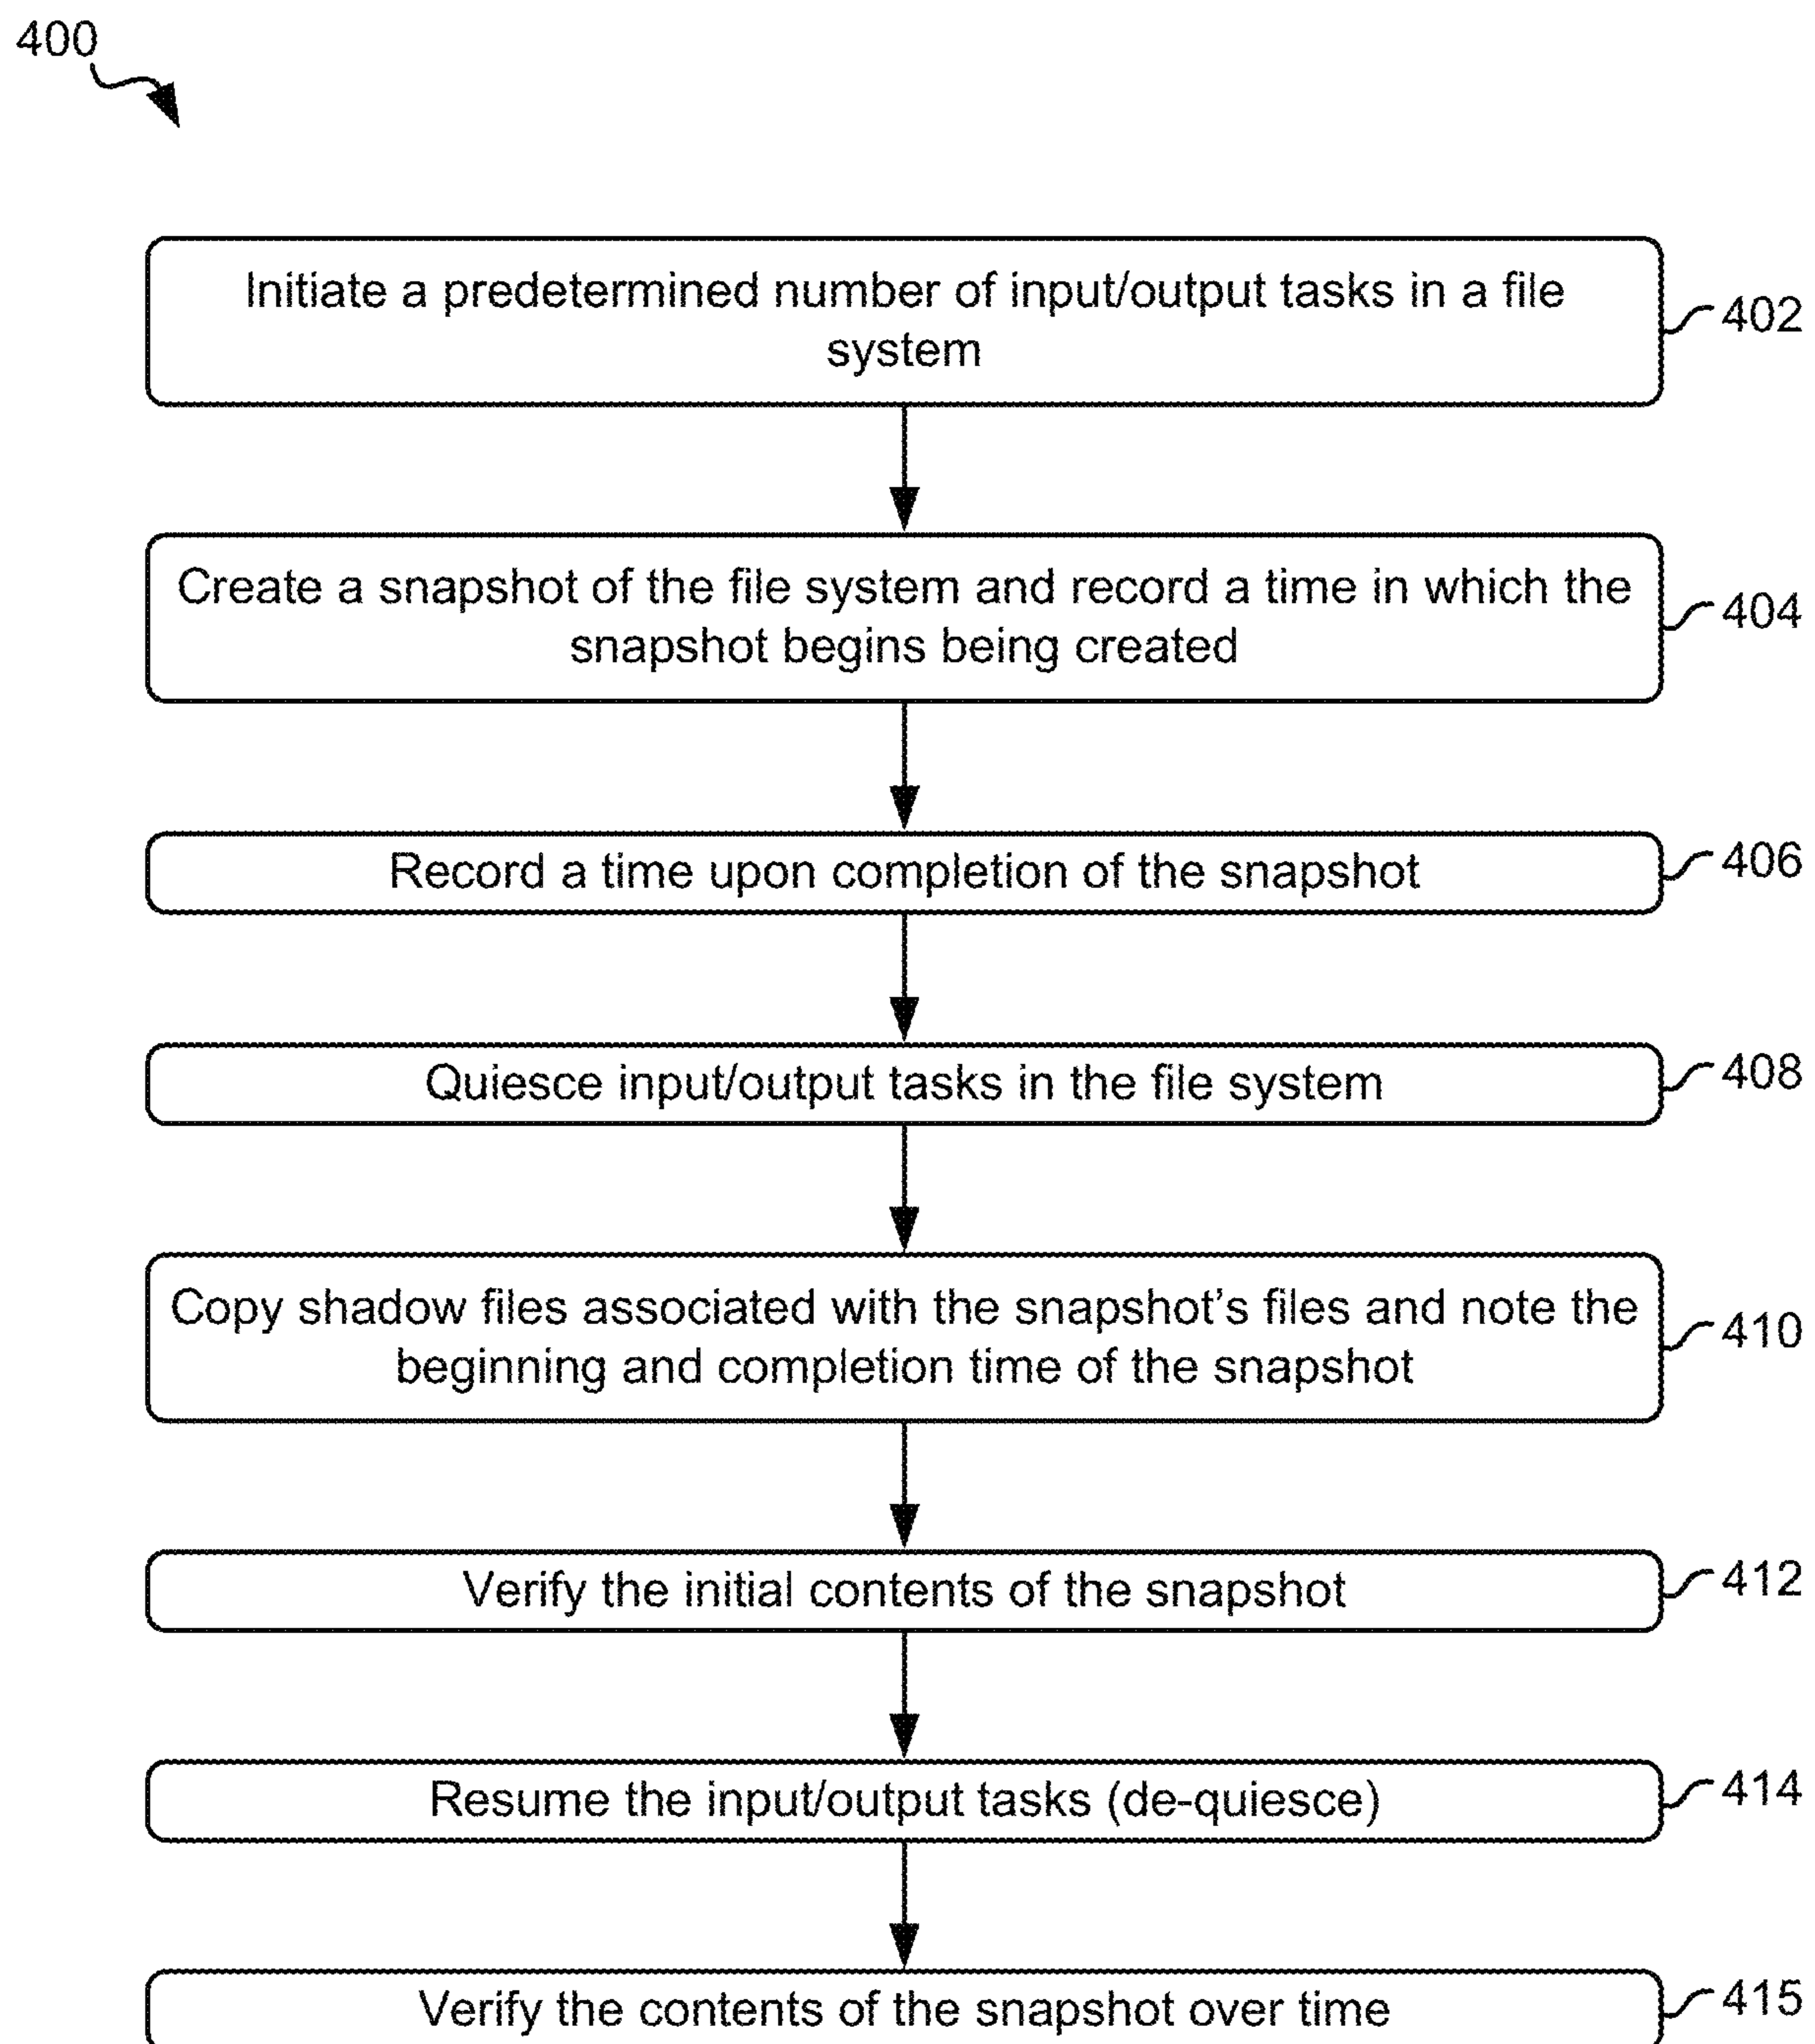 400
Initiate a predetermined number of input/output tasks in a file
system
402
Create a snapshot of the file system and record a time in which the
snapshot begins being created
404
Record a time upon completion of the snapshot
406
Quiesce input/output tasks in the file system
408
Copy shadow files associated with the snapshot's files and note the
beginning and completion time of the snapshot
410
Verify the initial contents of the snapshot
412
Resume the input/output tasks (de-quiesce)
414
Verify the contents of the snapshot over time
415